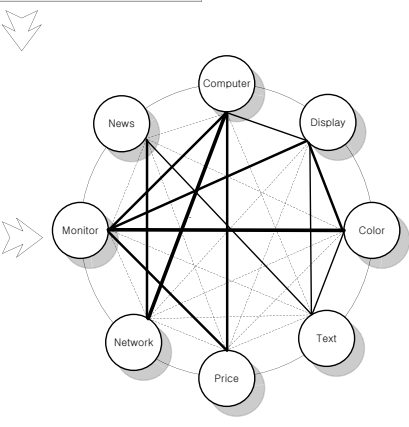 Computer
News
Display
Monitor
Color
Network
Text
Price